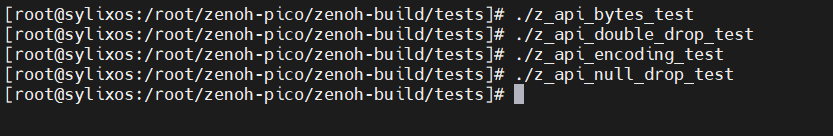 [root@sylixos:/root/zenoh-pico/zenoh-build/tests]# ./z_api_bytes_test
[root@sylixos:/root/zenoh-pico/zenoh-build/tests]# ./z_api_double_drop_test
[root@sylixos:/root/zenoh-pico/zenoh-build/tests]# ./z_api_encoding_test
[root@sylixos:/root/zenoh-pico/zenoh-build/tests]# ./z_api_null_drop_test
[root@sylixos:/root/zenoh-pico/zenoh-build/tests]#